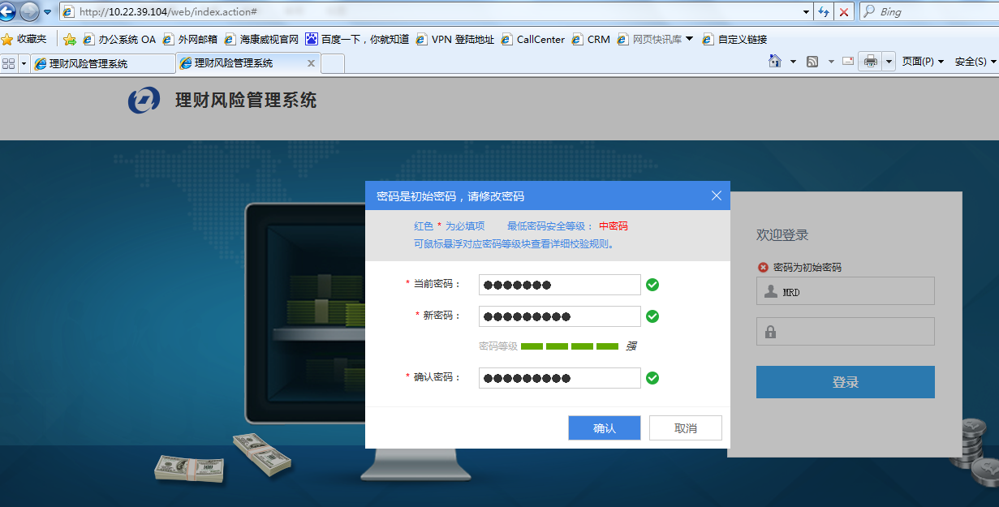 http://10.22.39.104/web/index.action#
Bing
收藏夹 办公系统 OA 外网邮箱 海康威视官网 百度一下，你就知道 VPN 登陆地址 CallCenter CRM 网页快讯库 自定义链接
理财风险管理系统 理财风险管理系统 页面(P) 安全(S)
理财风险管理系统
密码是初始密码，请修改密码
红色 * 为必填项 最低密码安全等级： 中密码
可鼠标悬浮对应密码等级块查看详细校验规则。
* 当前密码： ●●●●●●●
* 新密码： ●●●●●●●●●
密码等级 强
* 确认密码： ●●●●●●●●●
确认 取消
欢迎登录
密码为初始密码
MRD
登录